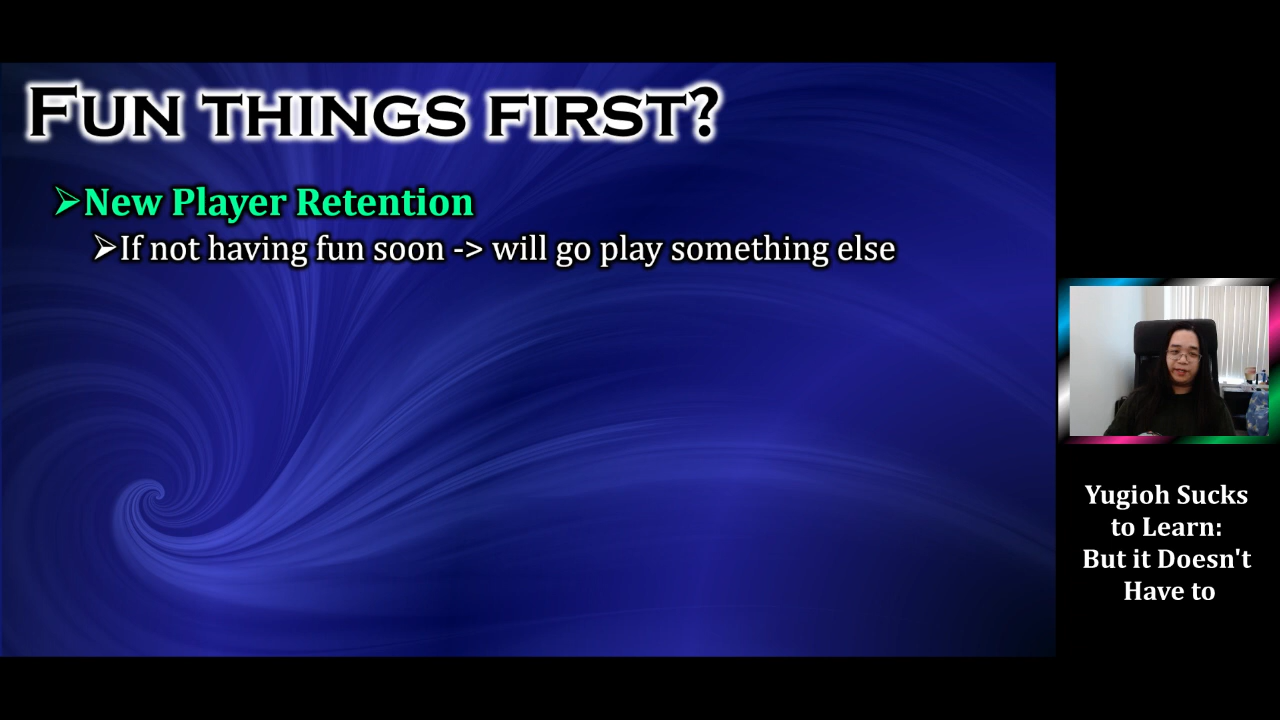 Fun things first?
➢New Player Retention
➢If not having fun soon -> will go play something else
Yugioh Sucks
to Learn:
But it Doesn't
Have to